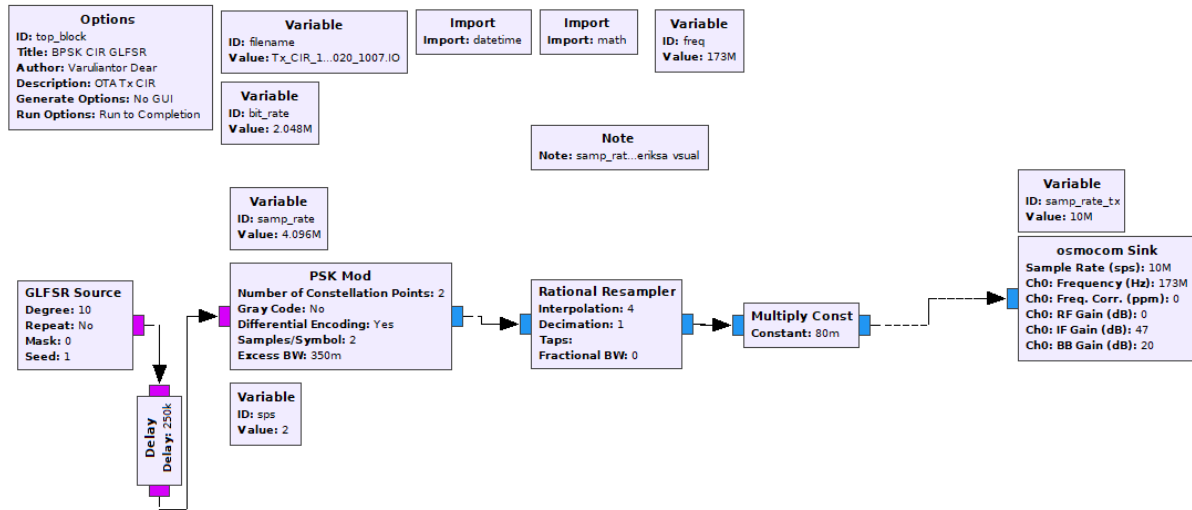 Options
ID: top_block
Title: BPSK CIR GLFSR
Author: Varuliantor Dear
Description: OTA Tx CIR
Generate Options: No GUI
Run Options: Run to Completion
Variable
ID: filename
Value: Tx_CIR_1...020_1007.IO
Import
Import: datetime
Import
Import: math
Variable
ID: freq
Value: 173M
Variable
ID: bit_rate
Value: 2.048M
Note
Note: samp_rat...eriksa vsual
Variable
ID: samp_rate
Value: 4.096M
Variable
ID: samp_rate_tx
Value: 10M
GLFSR Source
Degree: 10
Repeat: No
Mask: 0
Seed: 1
PSK Mod
Number of Constellation Points: 2
Gray Code: No
Differential Encoding: Yes
Samples/Symbol: 2
Excess BW: 350m
Rational Resampler
Interpolation: 4
Decimation: 1
Taps:
Fractional BW: 0
Multiply Const
Constant: 80m
osmocom Sink
Sample Rate (sps): 10M
Ch0: Frequency (Hz): 173M
Ch0: Freq. Corr. (ppm): 0
Ch0: RF Gain (dB): 0
Ch0: IF Gain (dB): 47
Ch0: BB Gain (dB): 20
Delay
Delay: 250k
Variable
ID: sps
Value: 2